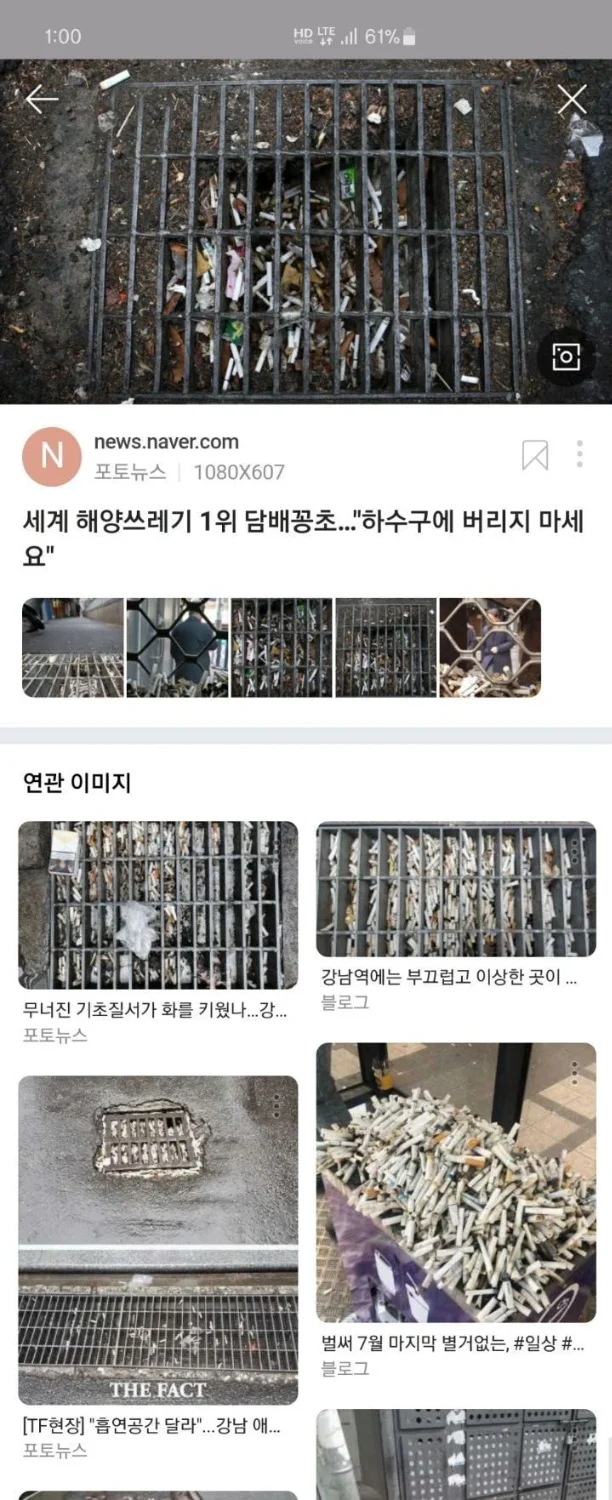 1:00
HD voice LTE 61%
N
news.naver.com
포토뉴스 | 1080X607
세계 해양쓰레기 1위 담배꽁초..."하수구에 버리지 마세
요"
연관 이미지
무너진 기초질서가 화를 키웠나...강...
포토뉴스
강남역에는 부끄럽고 이상한 곳이 ...
블로그
THE FACT
[TF현장] "흡연공간 달라"...강남 애...
포토뉴스
벌써 7월 마지막 별거없는, #일상 #...
블로그